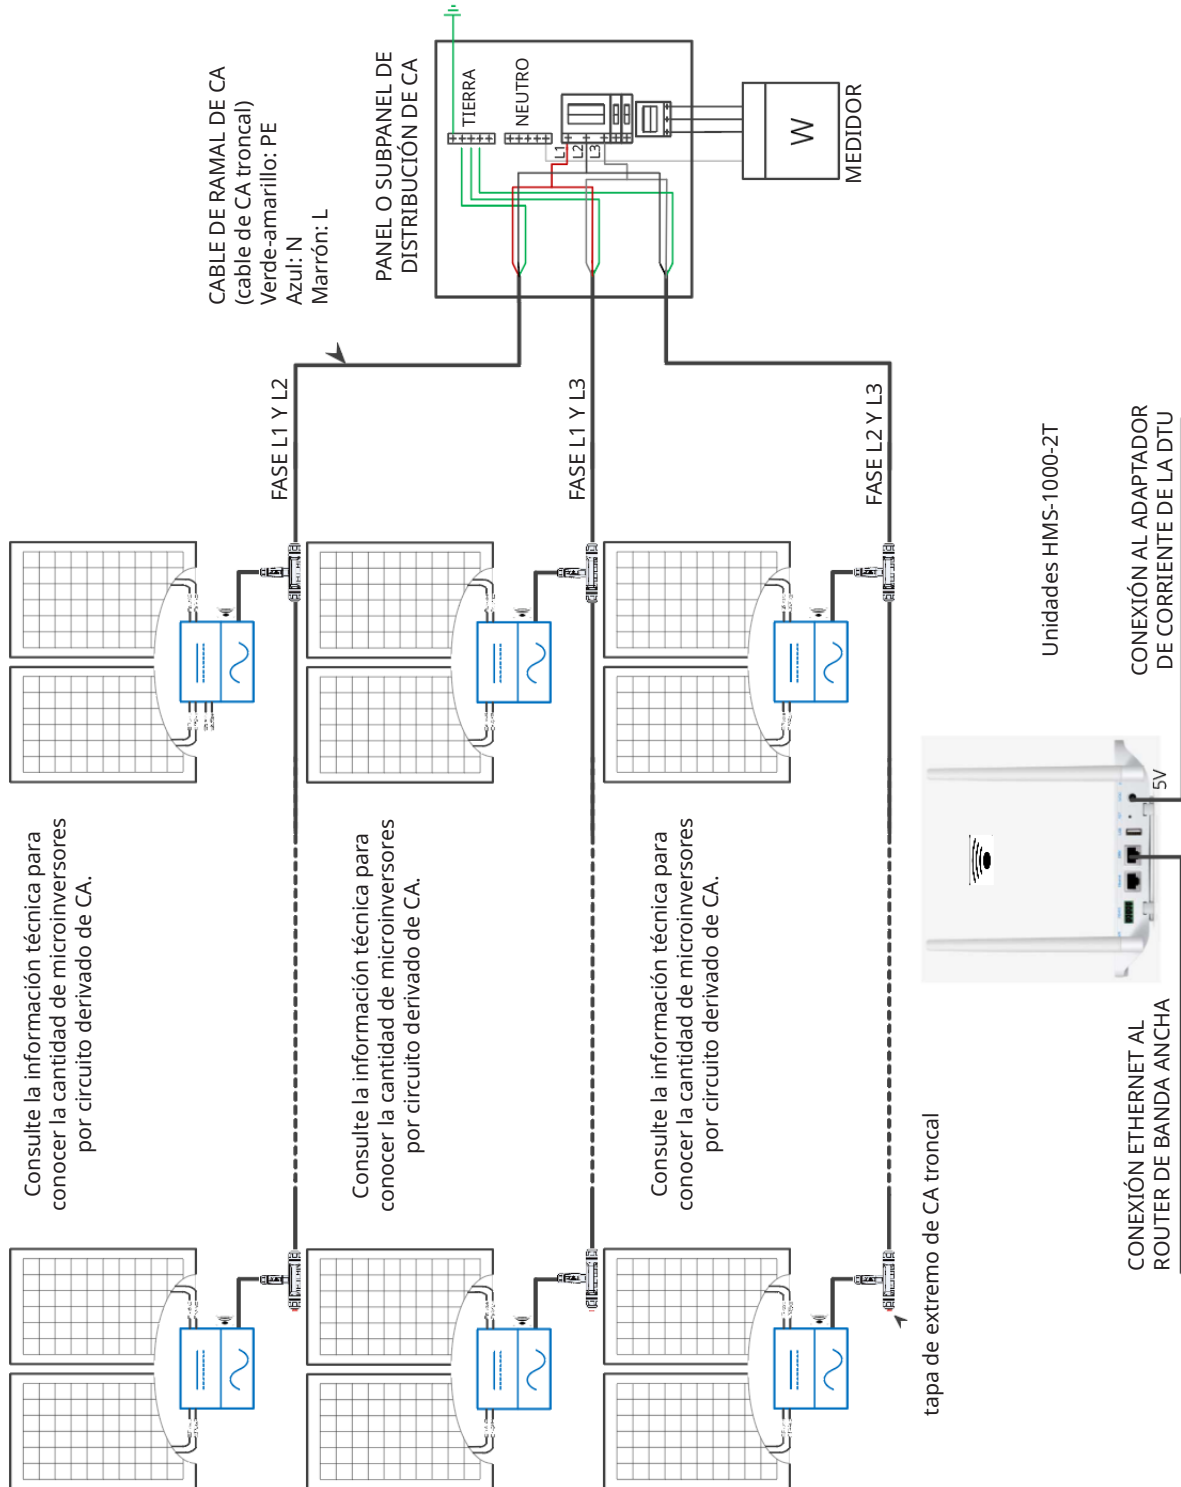 CABLE DE RAMAL DE CA
(cable de CA troncal)
Verde-amarillo: PE
Azul: N
Marrón: L
PANEL O SUBPANEL DE
DISTRIBUCIÓN DE CA
TIERRA
NEUTRO
L1
L2
L3
W
MEDIDOR
FASE L1 Y L2
FASE L1 Y L3
FASE L2 Y L3
Consulte la información técnica para
conocer la cantidad de microinversores
por circuito derivado de CA.
Consulte la información técnica para
conocer la cantidad de microinversores
por circuito derivado de CA.
Consulte la información técnica para
conocer la cantidad de microinversores
por circuito derivado de CA.
Unidades HMS-1000-2T
CONEXIÓN AL ADAPTADOR
DE CORRIENTE DE LA DTU
5V
tapa de extremo de CA troncal
CONEXIÓN ETHERNET AL
ROUTER DE BANDA ANCHA